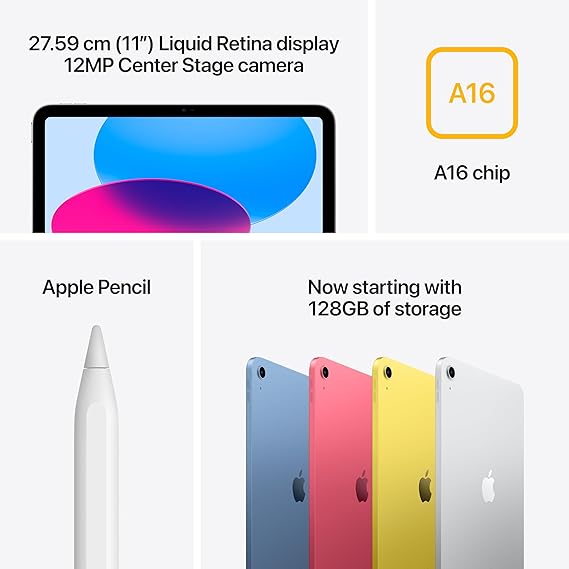 27.59 cm (11″) Liquid Retina display
12MP Center Stage camera
A16
A16 chip
Apple Pencil
Now starting with
128GB of storage